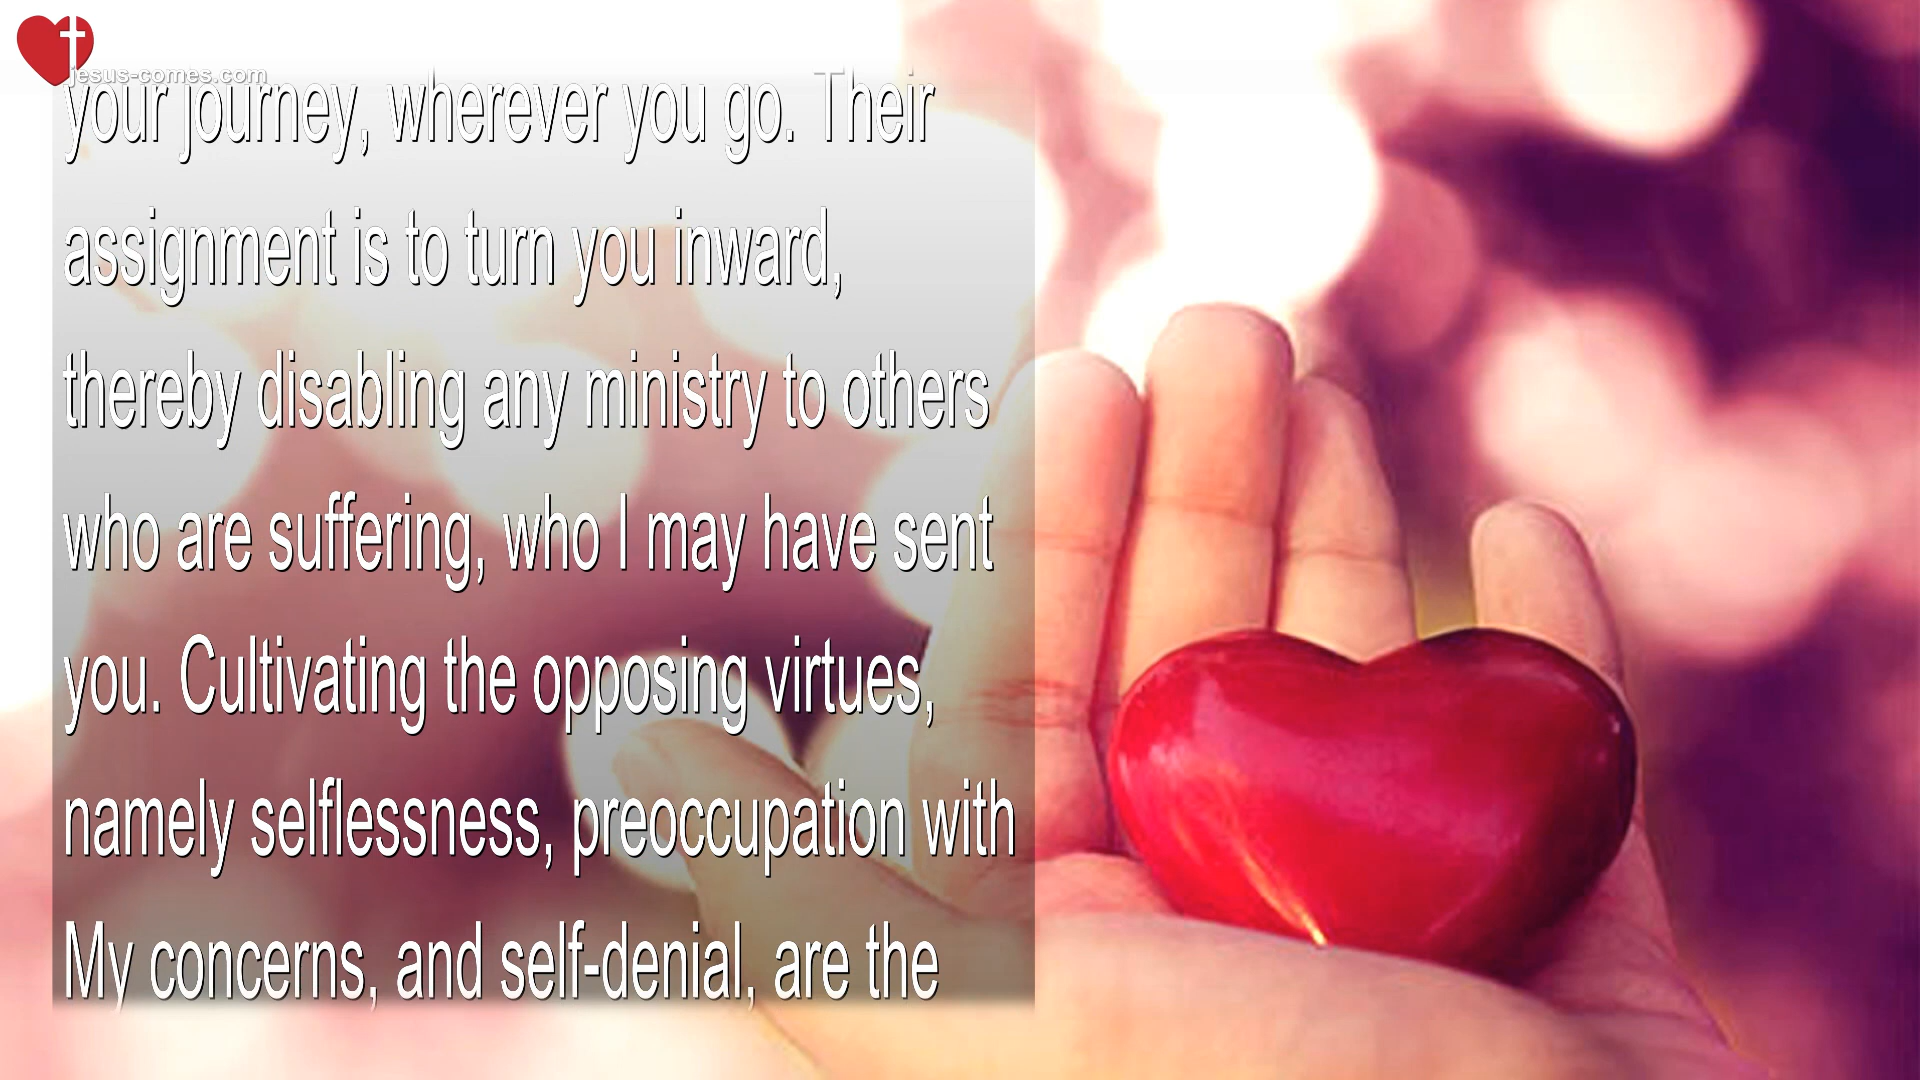 jesus-comes.com
your journey, wherever you go. Their
assignment is to turn you inward,
thereby disabling any ministry to others
who are suffering, who I may have sent
you. Cultivating the opposing virtues,
namely selflessness, preoccupation with
My concerns, and self-denial, are the